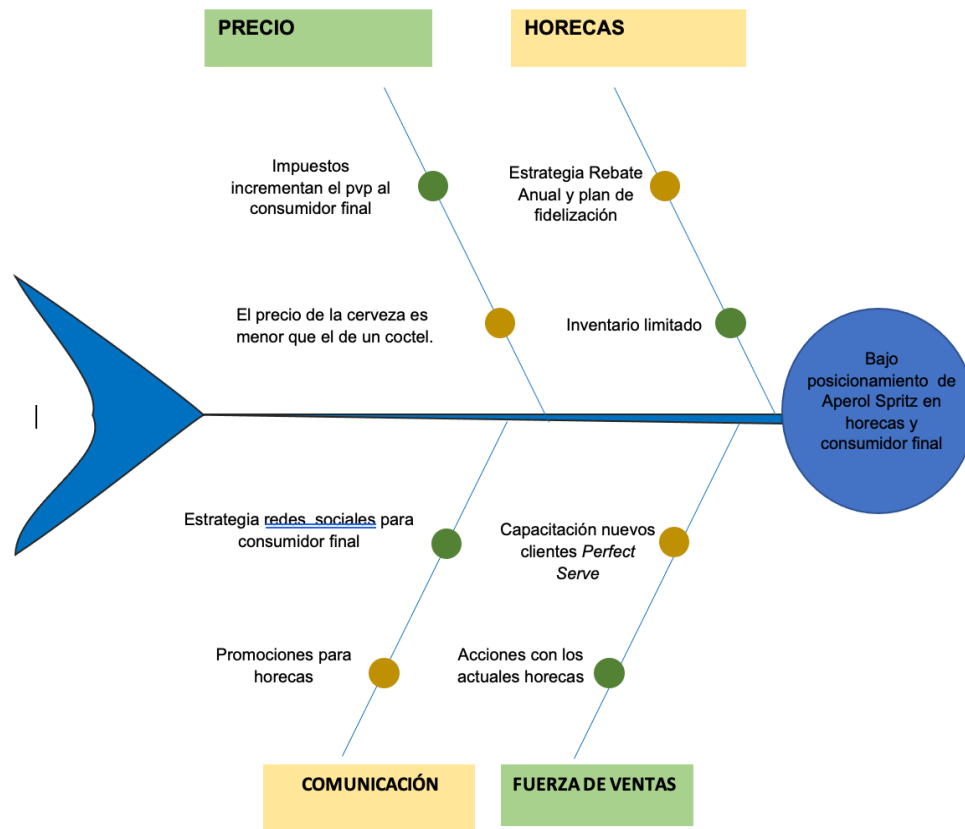 PRECIO
HORECAS
Impuestos
incrementan el pvp al
consumidor final
Estrategia Rebate
Anual y plan de
fidelización
El precio de la cerveza es
menor que el de un coctel.
Inventario limitado
Bajo
posicionamiento de
Aperol Spritz en
horecas y
consumidor final
Estrategia redes sociales para
consumidor final
Capacitación nuevos
clientes Perfect
Serve
Promociones para
horecas
Acciones con los
actuales horecas
COMUNICACIÓN
FUERZA DE VENTAS